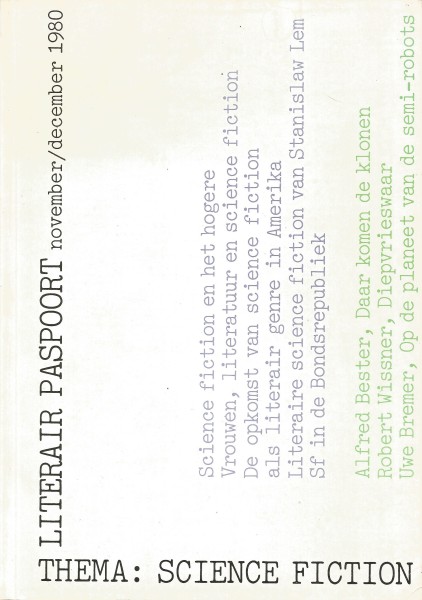 LITERAIR PASPOORT november/december 1980
Science fiction en het hogere
Vrouwen, literatuur en science fiction
De opkomst van science fiction
als literair genre in Amerika
Literaire science fiction van Stanislaw Lem
Sf in de Bondsrepubliek
Alfred Bester, Daar komen de klonen
Robert Wissner, Diepvrieswaar
Uwe Bremer, Op de planeet van de semi-robots
THEMA: SCIENCE FICTION